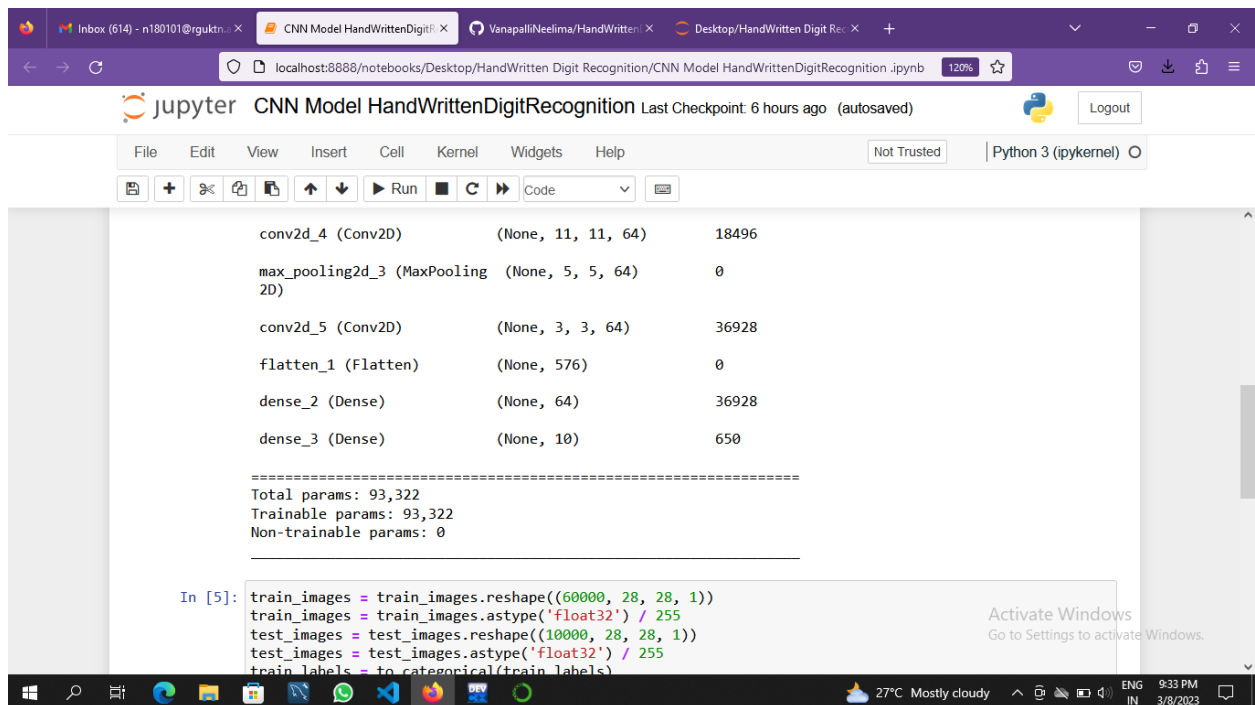 Inbox (614) - n180101@rguktn.a
CNN Model HandWrittenDigitR
VanapalliNeelima/HandWritten
Desktop/HandWritten Digit Rec
localhost:8888/notebooks/Desktop/HandWritten Digit Recognition/CNN Model HandWrittenDigitRecognition .ipynb 120%
jupyter CNN Model HandWrittenDigitRecognition Last Checkpoint: 6 hours ago (autosaved) Logout
File Edit View Insert Cell Kernel Widgets Help Not Trusted Python 3 (ipykernel)
Run Code
conv2d_4 (Conv2D) (None, 11, 11, 64) 18496
max_pooling2d_3 (MaxPooling (None, 5, 5, 64) 0
2D)
conv2d_5 (Conv2D) (None, 3, 3, 64) 36928
flatten_1 (Flatten) (None, 576) 0
dense_2 (Dense) (None, 64) 36928
dense_3 (Dense) (None, 10) 650
=================================================================
Total params: 93,322
Trainable params: 93,322
Non-trainable params: 0
_________________________________________________________________
In [5]: train_images = train_images.reshape((60000, 28, 28, 1))
train_images = train_images.astype('float32') / 255
test_images = test_images.reshape((10000, 28, 28, 1))
test_images = test_images.astype('float32') / 255
train_labels = to_categorical(train_labels)
Activate Windows
Go to Settings to activate Windows.
DEV
27°C Mostly cloudy ENG 9:33 PM
IN 3/8/2023